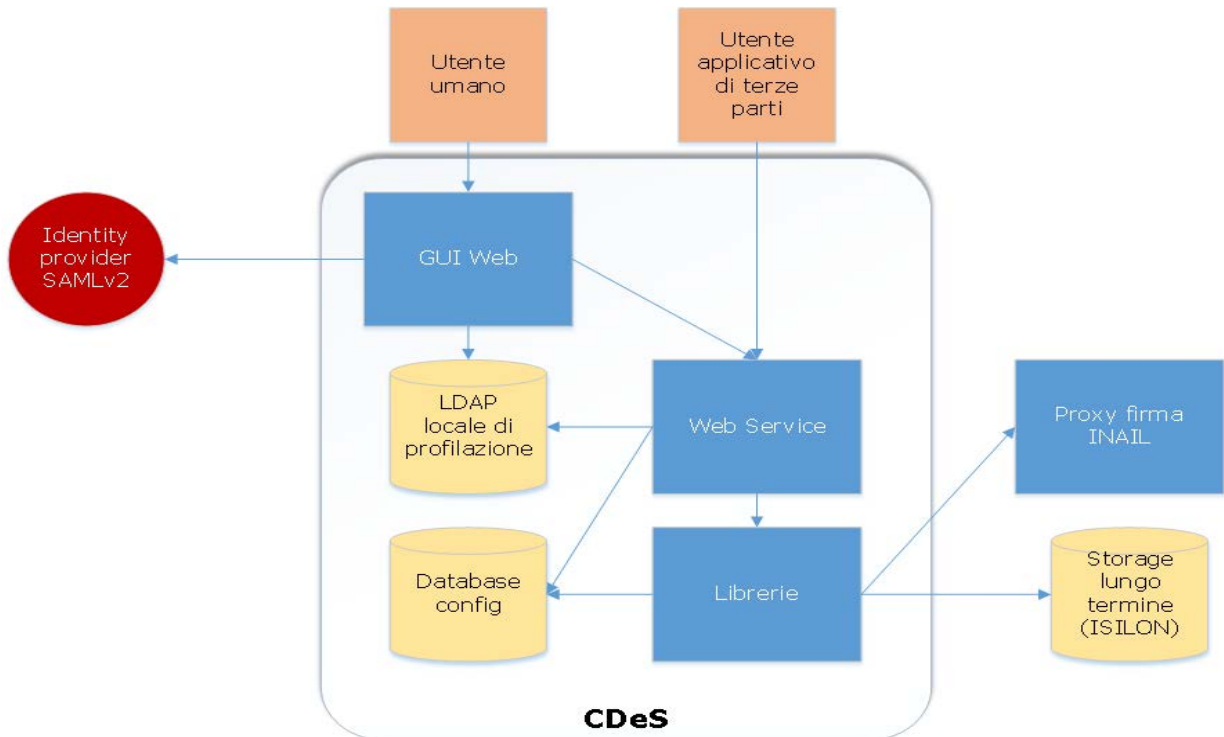 Utente
umano
Utente
applicativo
di terze
parti
Identity
provider
SAMLv2
GUI Web
LDAP
locale di
profilazione
Web Service
Proxy firma
INAIL
Database
config
Librerie
Storage
lungo
termine
(ISILON)
CDeS